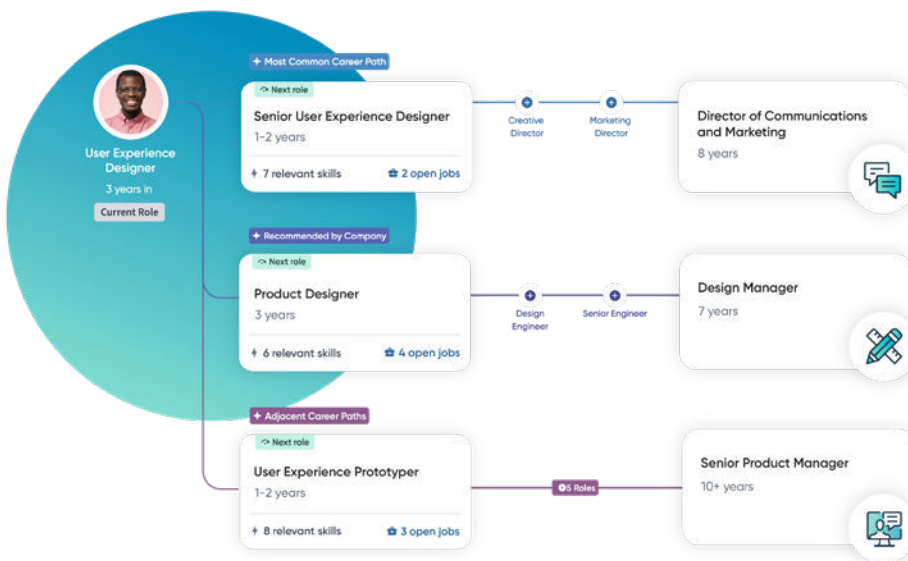 Most Common Career Path
Next role
Senior User Experience Designer
1-2 years
7 relevant skills
2 open jobs
Creative
Director
Marketing
Director
Director of Communications
and Marketing
8 years
User Experience
Designer
3 years in
Current Role
Recommended by Company
Next role
Product Designer
3 years
6 relevant skills
4 open jobs
Design
Engineer
Senior Engineer
Design Manager
7 years
Adjacent Career Paths
Next role
User Experience Prototyper
1-2 years
8 relevant skills
3 open jobs
5 Roles
Senior Product Manager
10+ years